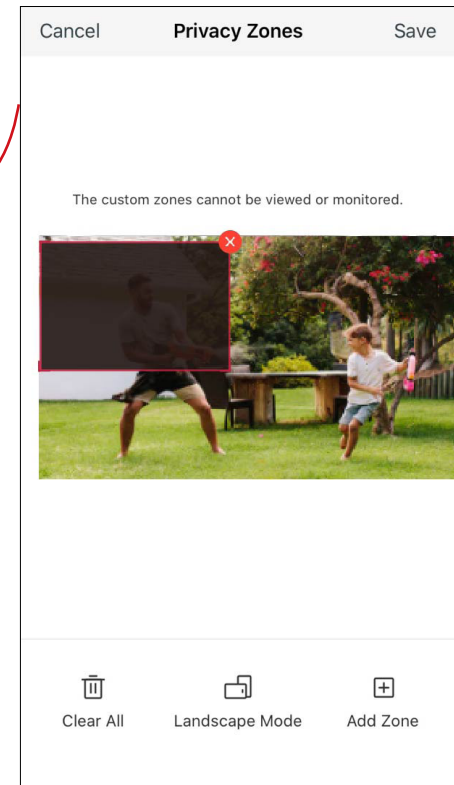 Cancel Privacy Zones Save
The custom zones cannot be viewed or monitored.
Clear All Landscape Mode Add Zone